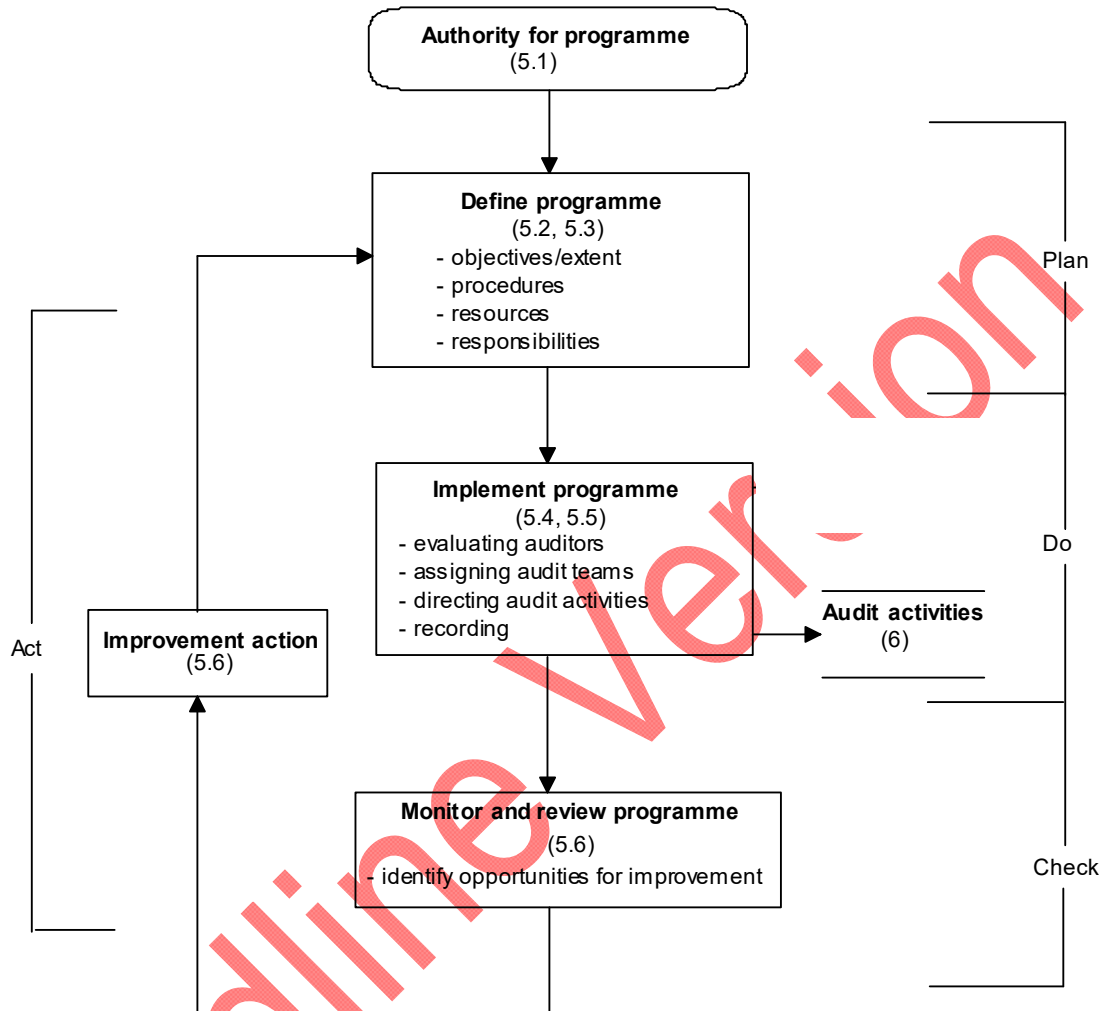 Authority for programme
(5.1)
Define programme
(5.2, 5.3)
- objectives/extent
- procedures
- resources
- responsibilities
Plan
Implement programme
(5.4, 5.5)
- evaluating auditors
- assigning audit teams
- directing audit activities
- recording
Do
Audit activities
(6)
Improvement action
(5.6)
Act
Monitor and review programme
(5.6)
- identify opportunities for improvement
Check